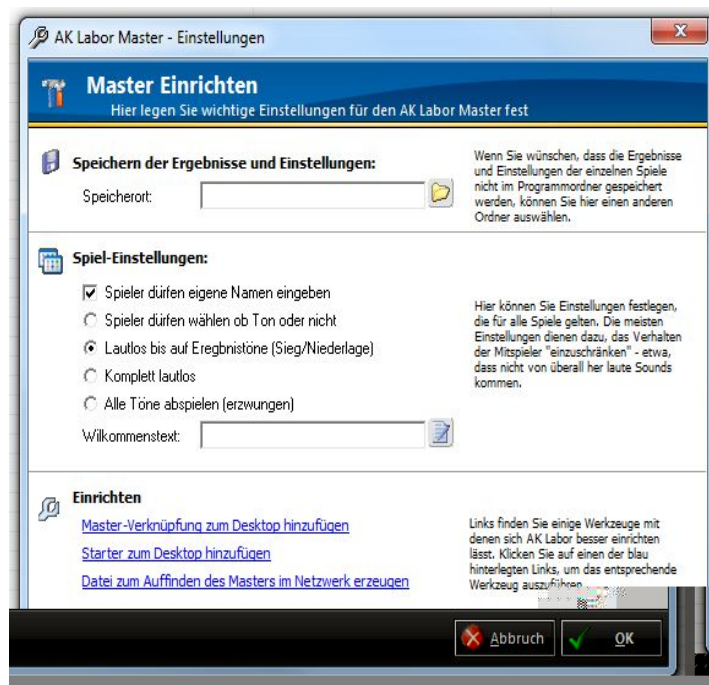 AK Labor Master - Einstellungen
Master Einrichten
Hier legen Sie wichtige Einstellungen für den AK Labor Master fest
Speichern der Ergebnisse und Einstellungen:
Speicherort:
Wenn Sie wünschen, dass die Ergebnisse
und Einstellungen der einzelnen Spiele
nicht im Programmordner gespeichert
werden, können Sie hier einen anderen
Ordner auswählen.
Spiel-Einstellungen:
Spieler dürfen eigene Namen eingeben
Spieler dürfen wählen ob Ton oder nicht
Lautlos bis auf Eregbnistöne (Sieg/Niederlage)
Komplett lautlos
Alle Töne abspielen (erzwungen)
Wilkommenstext:
Hier können Sie Einstellungen festlegen,
die für alle Spiele gelten. Die meisten
Einstellungen dienen dazu, das Verhalten
der Mitspieler "einzuschränken" - etwa,
dass nicht von überall her laute Sounds
kommen.
Einrichten
Master-Verknüpfung zum Desktop hinzufügen
Starter zum Desktop hinzufügen
Datei zum Auffinden des Masters im Netzwerk erzeugen
Links finden Sie einige Werkzeuge mit
denen sich AK Labor besser einrichten
lässt. Klicken Sie auf einen der blau
hinterlegten Links, um das entsprechende
Werkzeug auszuführen
Abbruch
OK